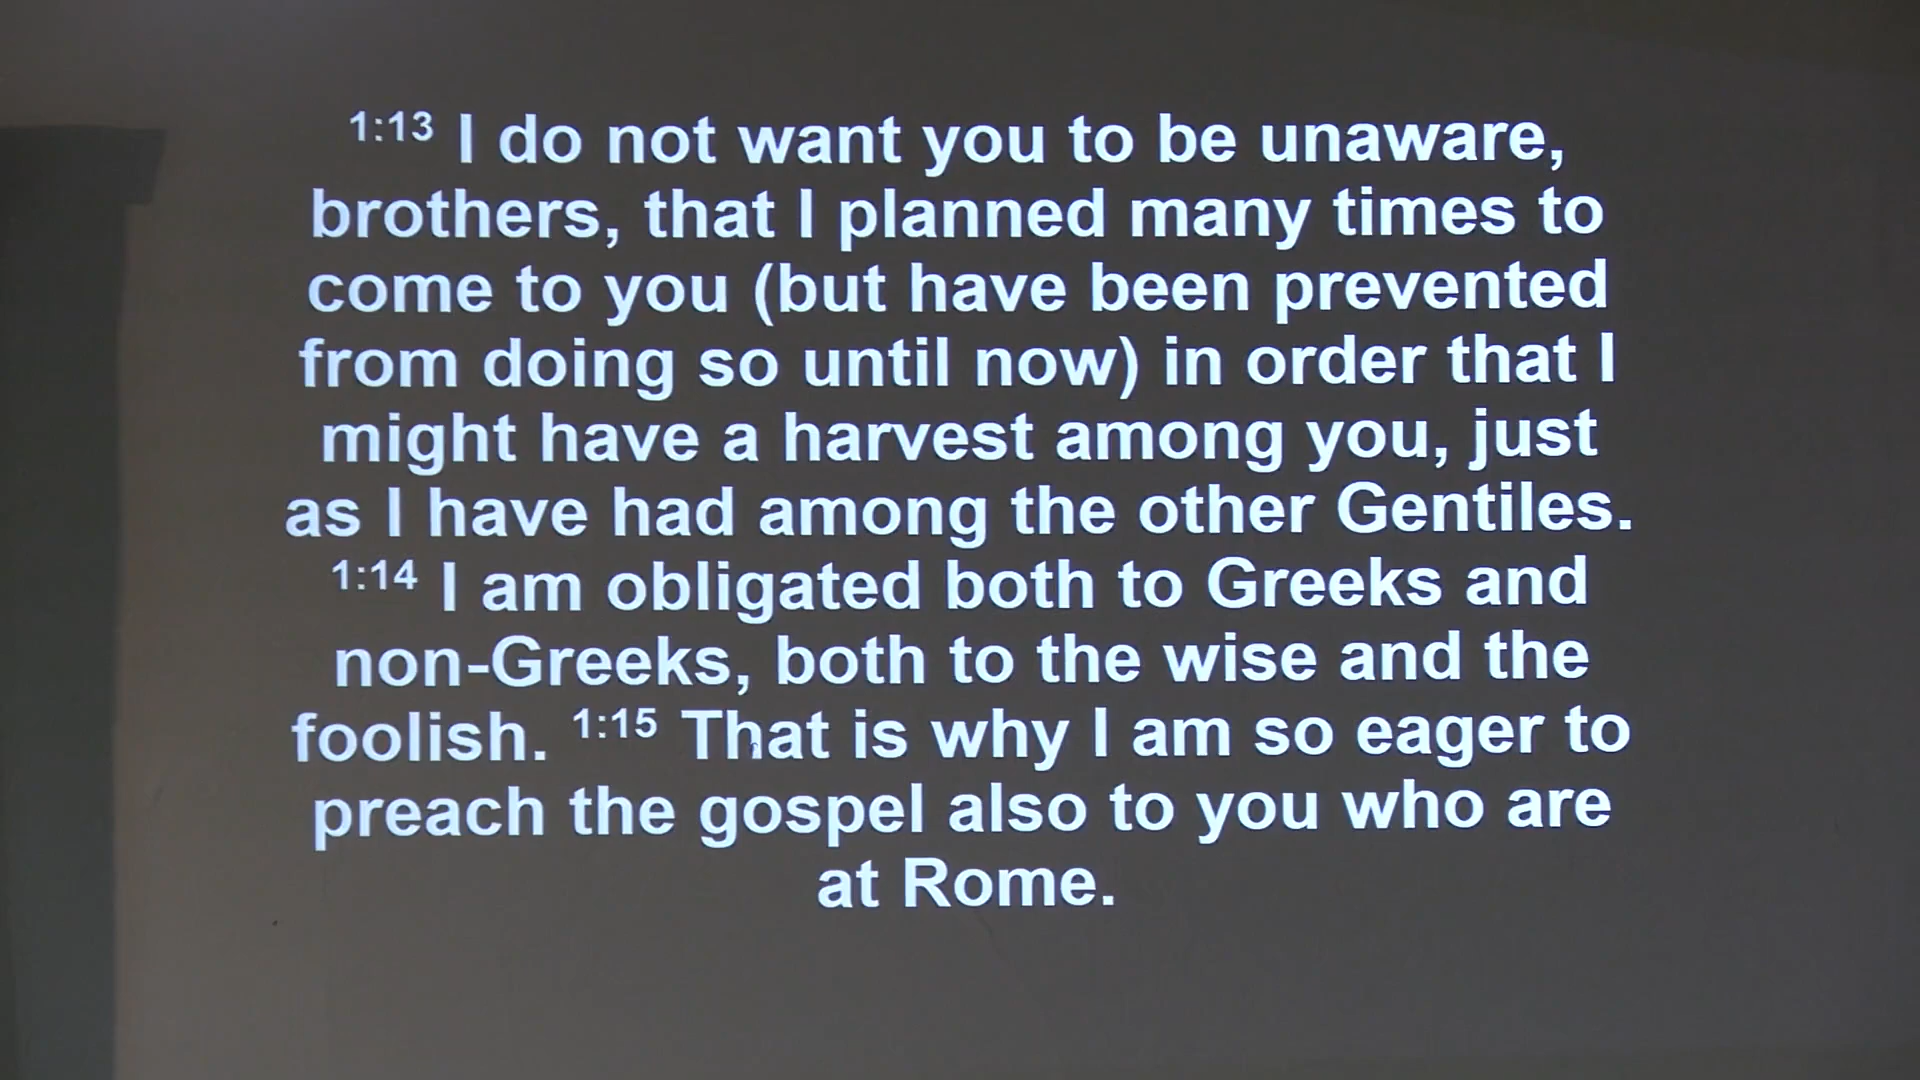 1:13 I do not want you to be unaware,
brothers, that I planned many times to
come to you (but have been prevented
from doing so until now) in order that I
might have a harvest among you, just
as I have had among the other Gentiles.
1:14 I am obligated both to Greeks and
non-Greeks, both to the wise and the
foolish. 1:15 That is why I am so eager to
preach the gospel also to you who are
at Rome.